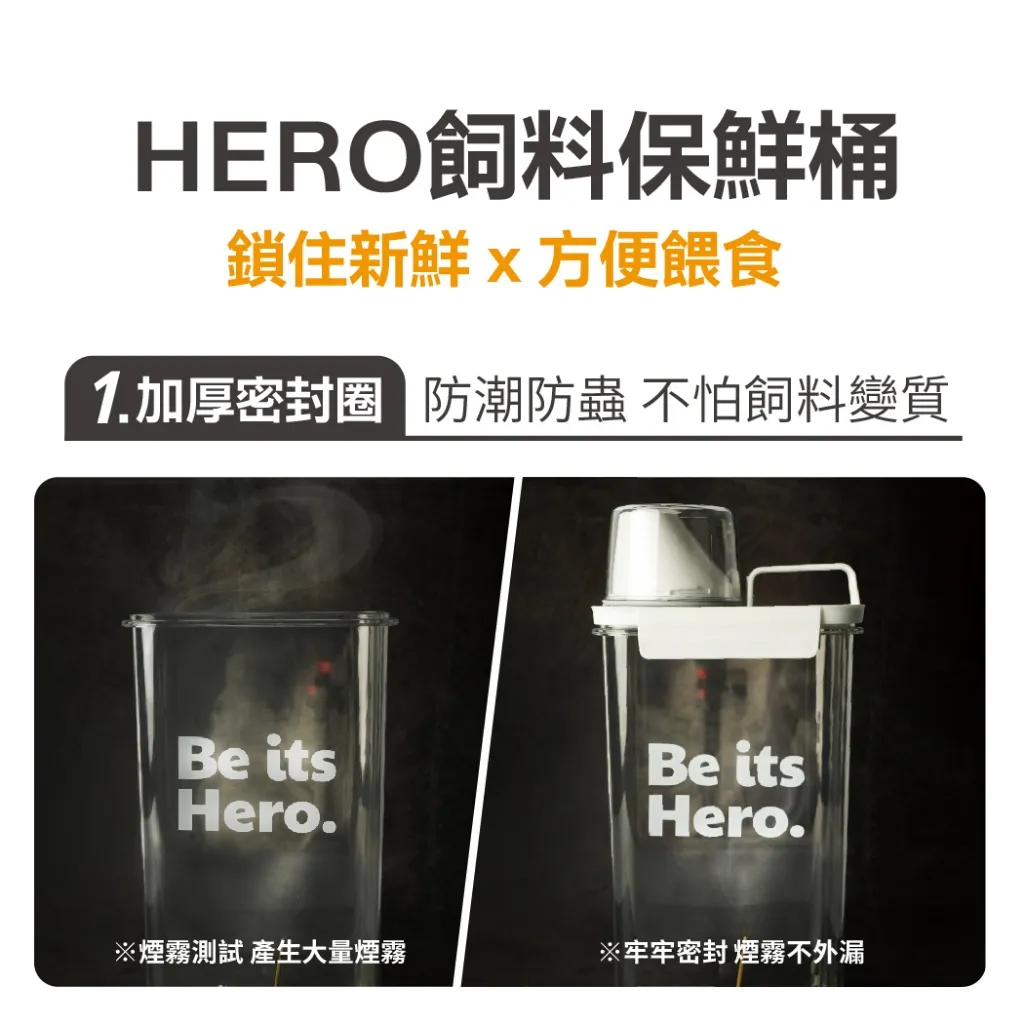 HERO飼料保鮮桶
鎖住新鮮 x 方便餵食
1.加厚密封圈 防潮防蟲 不怕飼料變質
Be its
Hero.
※煙霧測試 產生大量煙霧
Be its
Hero.
※牢牢密封 煙霧不外漏